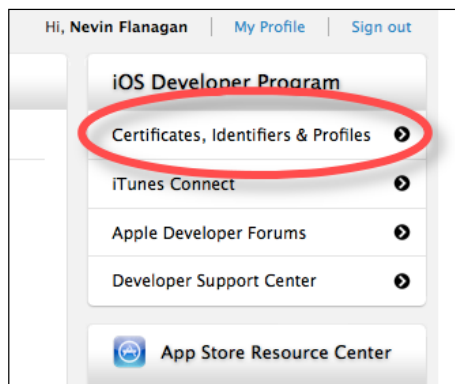 Hi, Nevin Flanagan | My Profile | Sign out
iOS Developer Program
Certificates, Identifiers & Profiles
iTunes Connect
Apple Developer Forums
Developer Support Center
App Store Resource Center